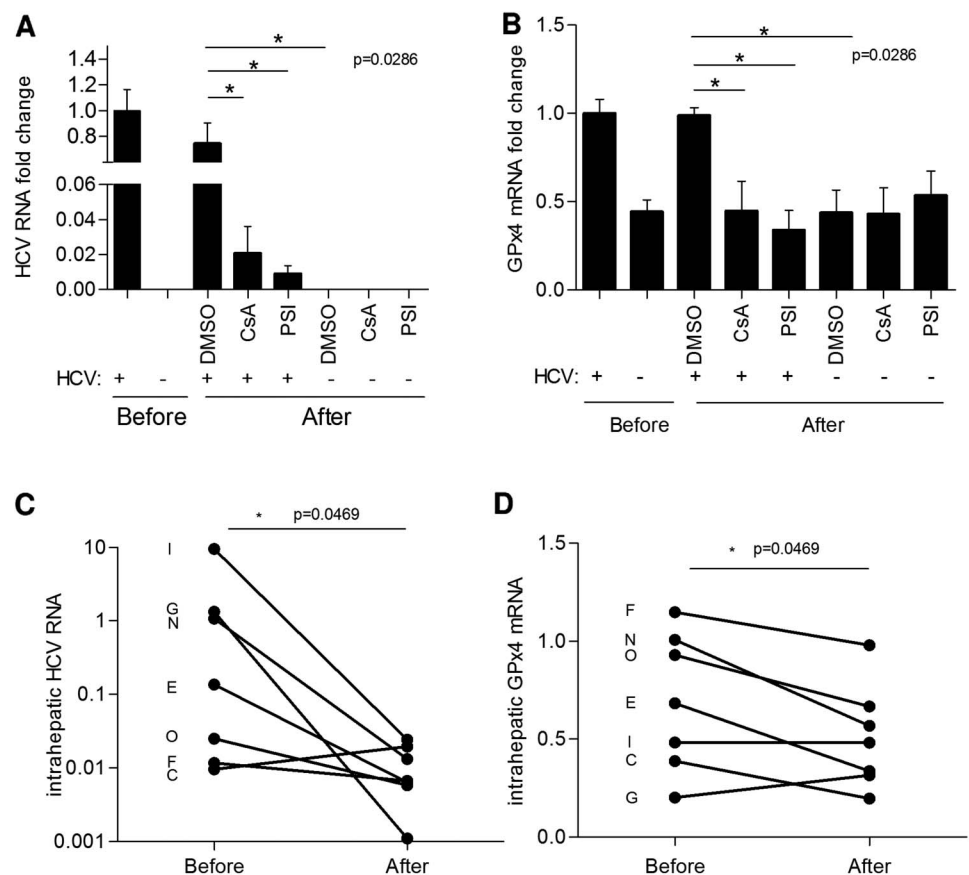 A
HCV RNA fold change
1.4
1.2
1.0
0.8
0.06
0.04
0.02
0.00
*
*
*
p=0.0286
DMSO
CsA
PSI
DMSO
CsA
PSI
HCV: + - + + + - - -
Before
After
B
GPx4 mRNA fold change
1.5
1.0
0.5
0.0
*
*
*
p=0.0286
DMSO
CsA
PSI
DMSO
CsA
PSI
HCV: + - + + + - - -
Before
After
C
intrahepatic HCV RNA
* p=0.0469
10
1
0.1
0.01
0.001
I
G
N
E
O
F
C
Before
After
D
intrahepatic GPx4 mRNA
* p=0.0469
1.5
1.0
0.5
0.0
F
N
O
E
I
C
G
Before
After